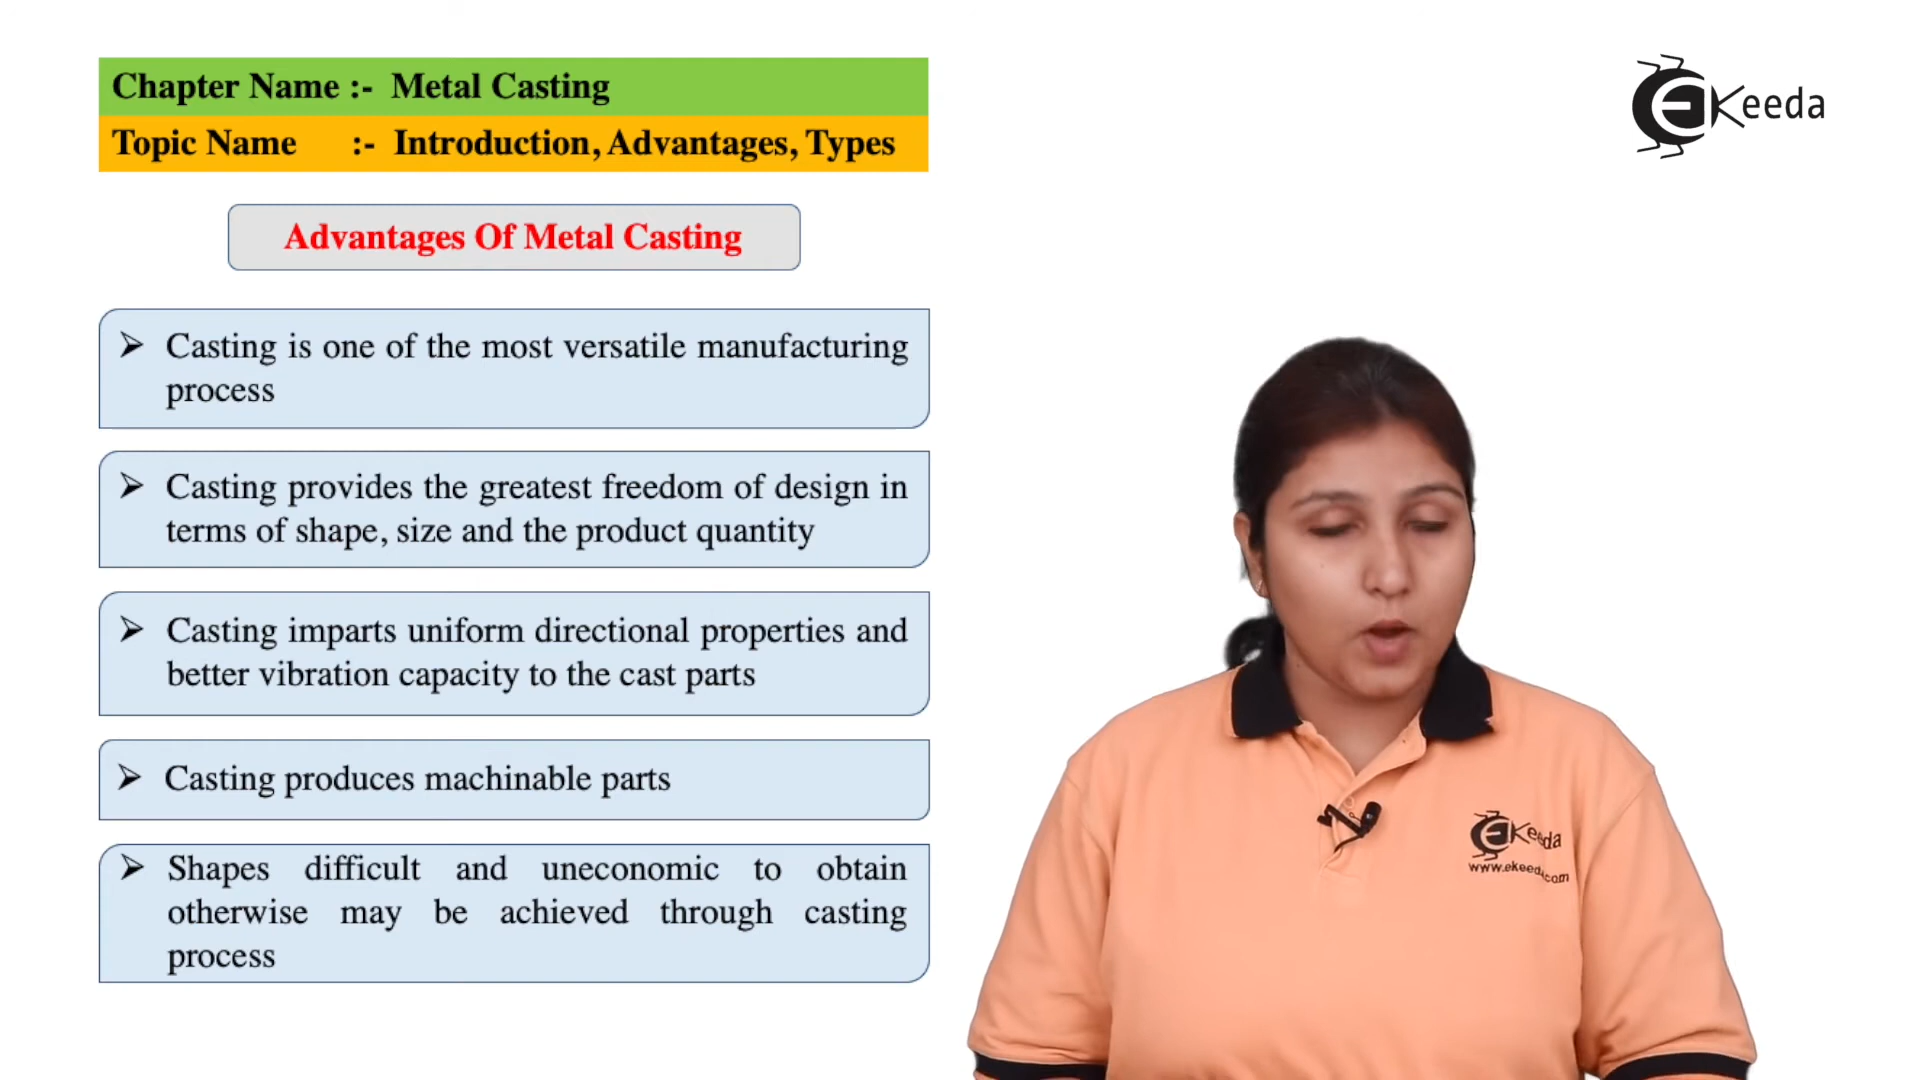 Chapter Name :- Metal Casting
Topic Name :- Introduction, Advantages, Types
Advantages Of Metal Casting
➢ Casting is one of the most versatile manufacturing
process
➢ Casting provides the greatest freedom of design in
terms of shape, size and the product quantity
➢ Casting imparts uniform directional properties and
better vibration capacity to the cast parts
➢ Casting produces machinable parts
➢ Shapes difficult and uneconomic to obtain
otherwise may be achieved through casting
process
EKeeda
EKeeda
www.ekeeda.com